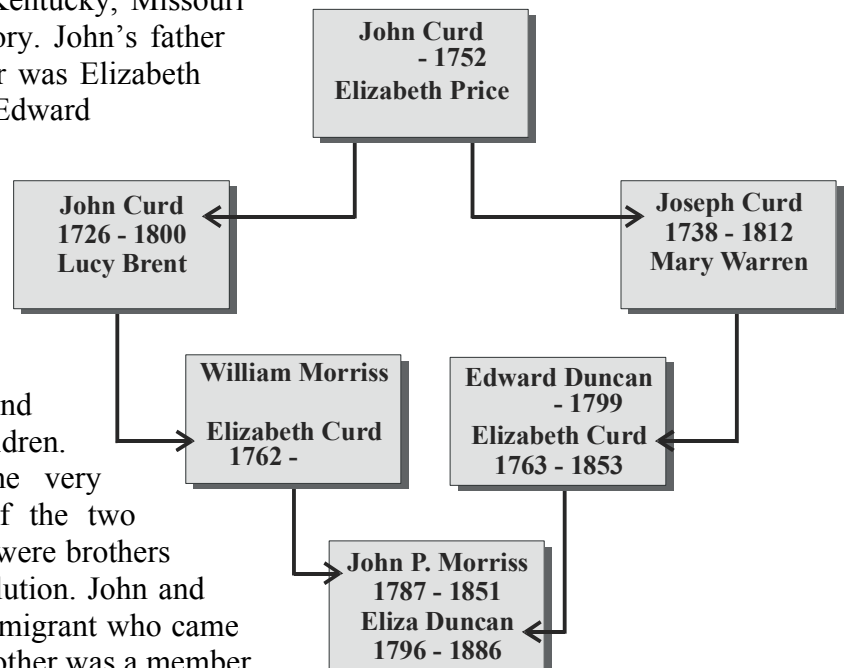 Kentucky, Missouri
ory. John’s father
r was Elizabeth
Edward
John Curd
- 1752
Elizabeth Price
John Curd
1726 - 1800
Lucy Brent
Joseph Curd
1738 - 1812
Mary Warren
William Morriss
Elizabeth Curd
1762 -
Edward Duncan
- 1799
Elizabeth Curd
1763 - 1853
nd
ldren.
ne very
f the two
were brothers
lution. John and
migrant who came
other was a member
John P. Morriss
1787 - 1851
Eliza Duncan
1796 - 1886